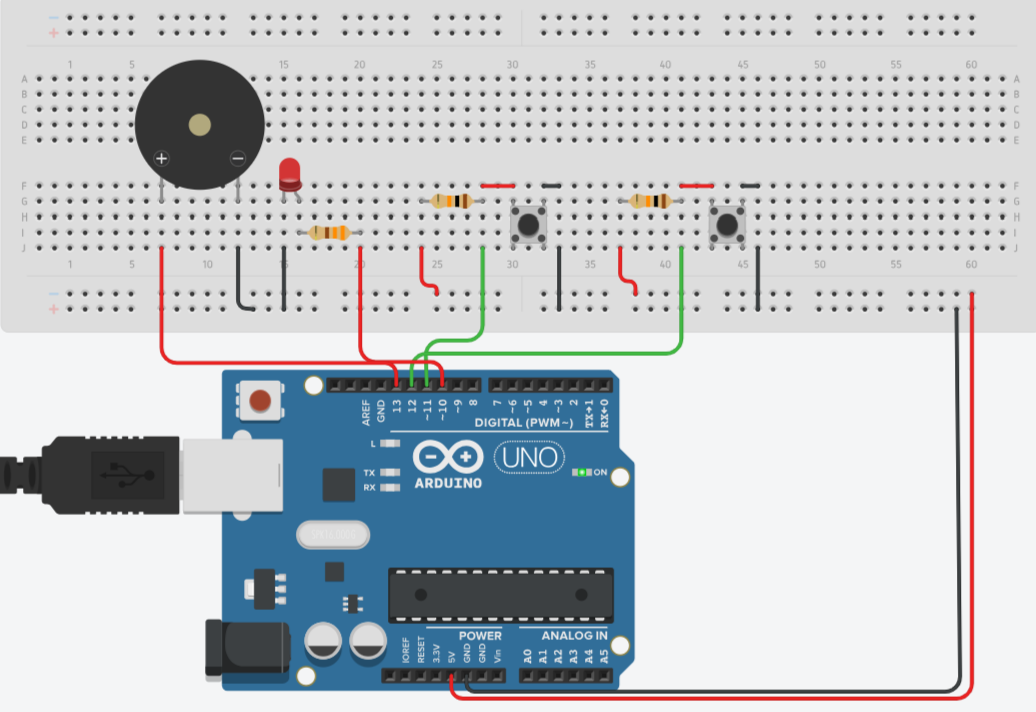 − −
+ +
1 5 15 20 25 30 35 40 45 50 55 60
A A
B B
C C
D D
E E
+ −
F F
G G
H H
I I
J J
1 10 15 20 25 30 35 40 45 50 55 60
− −
+ +
AREF GND 13 12 ~11 ~10 ~9 8 7 ~6 ~5 4 ~3 2 TX→1 RX←0
DIGITAL (PWM~)
L
TX
RX
UNO
ON
ARDUINO
POWER ANALOG IN
IOREF RESET 3.3V 5V GND GND Vin A0 A1 A2 A3 A4 A5